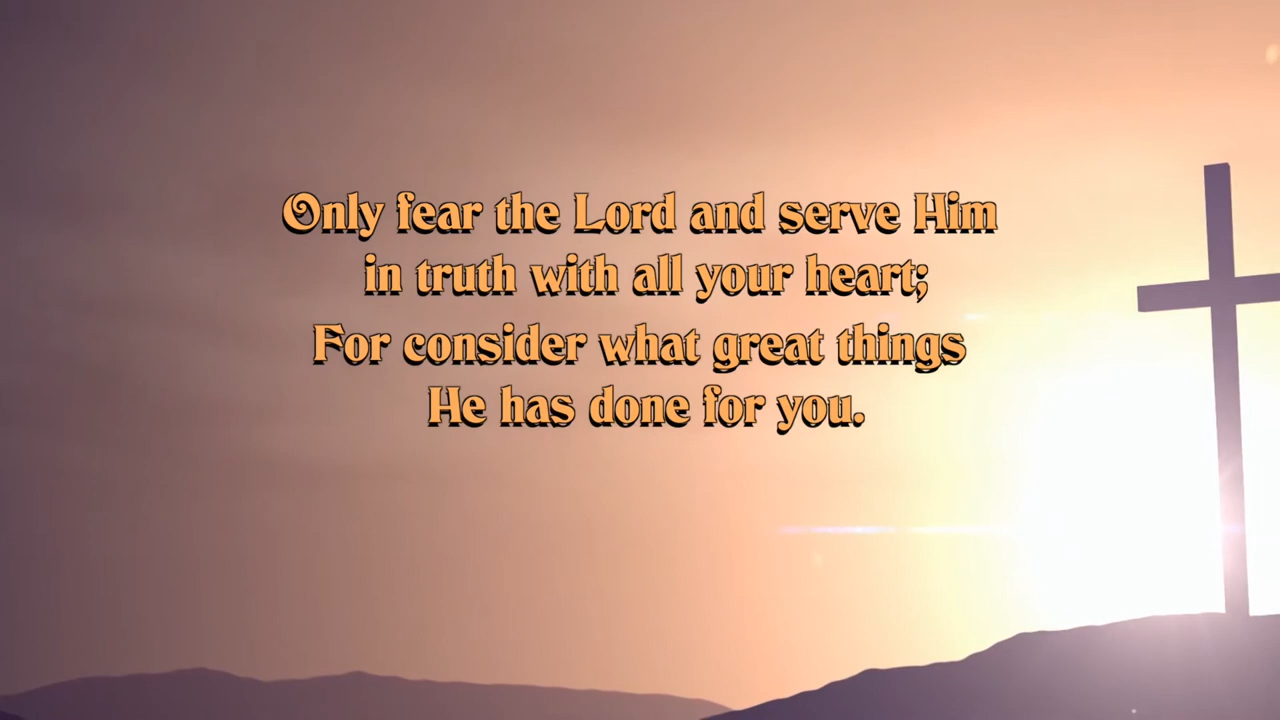 Only fear the Lord and serve Him
in truth with all your heart;
For consider what great things
He has done for you.